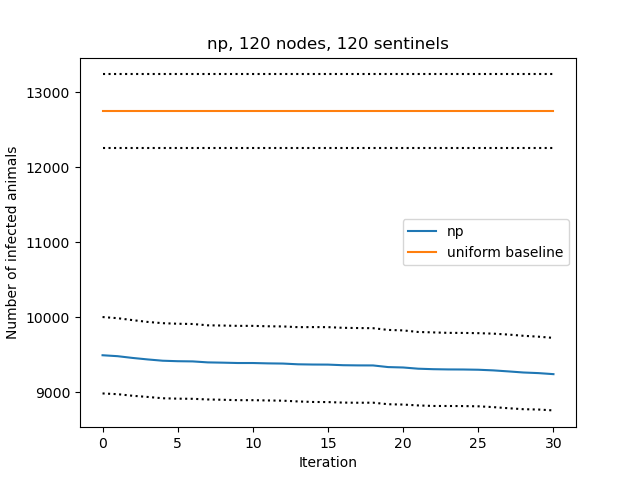 np, 120 nodes, 120 sentinels
Number of infected animals
13000
12000
11000
10000
9000
np
uniform baseline
0 5 10 15 20 25 30
Iteration